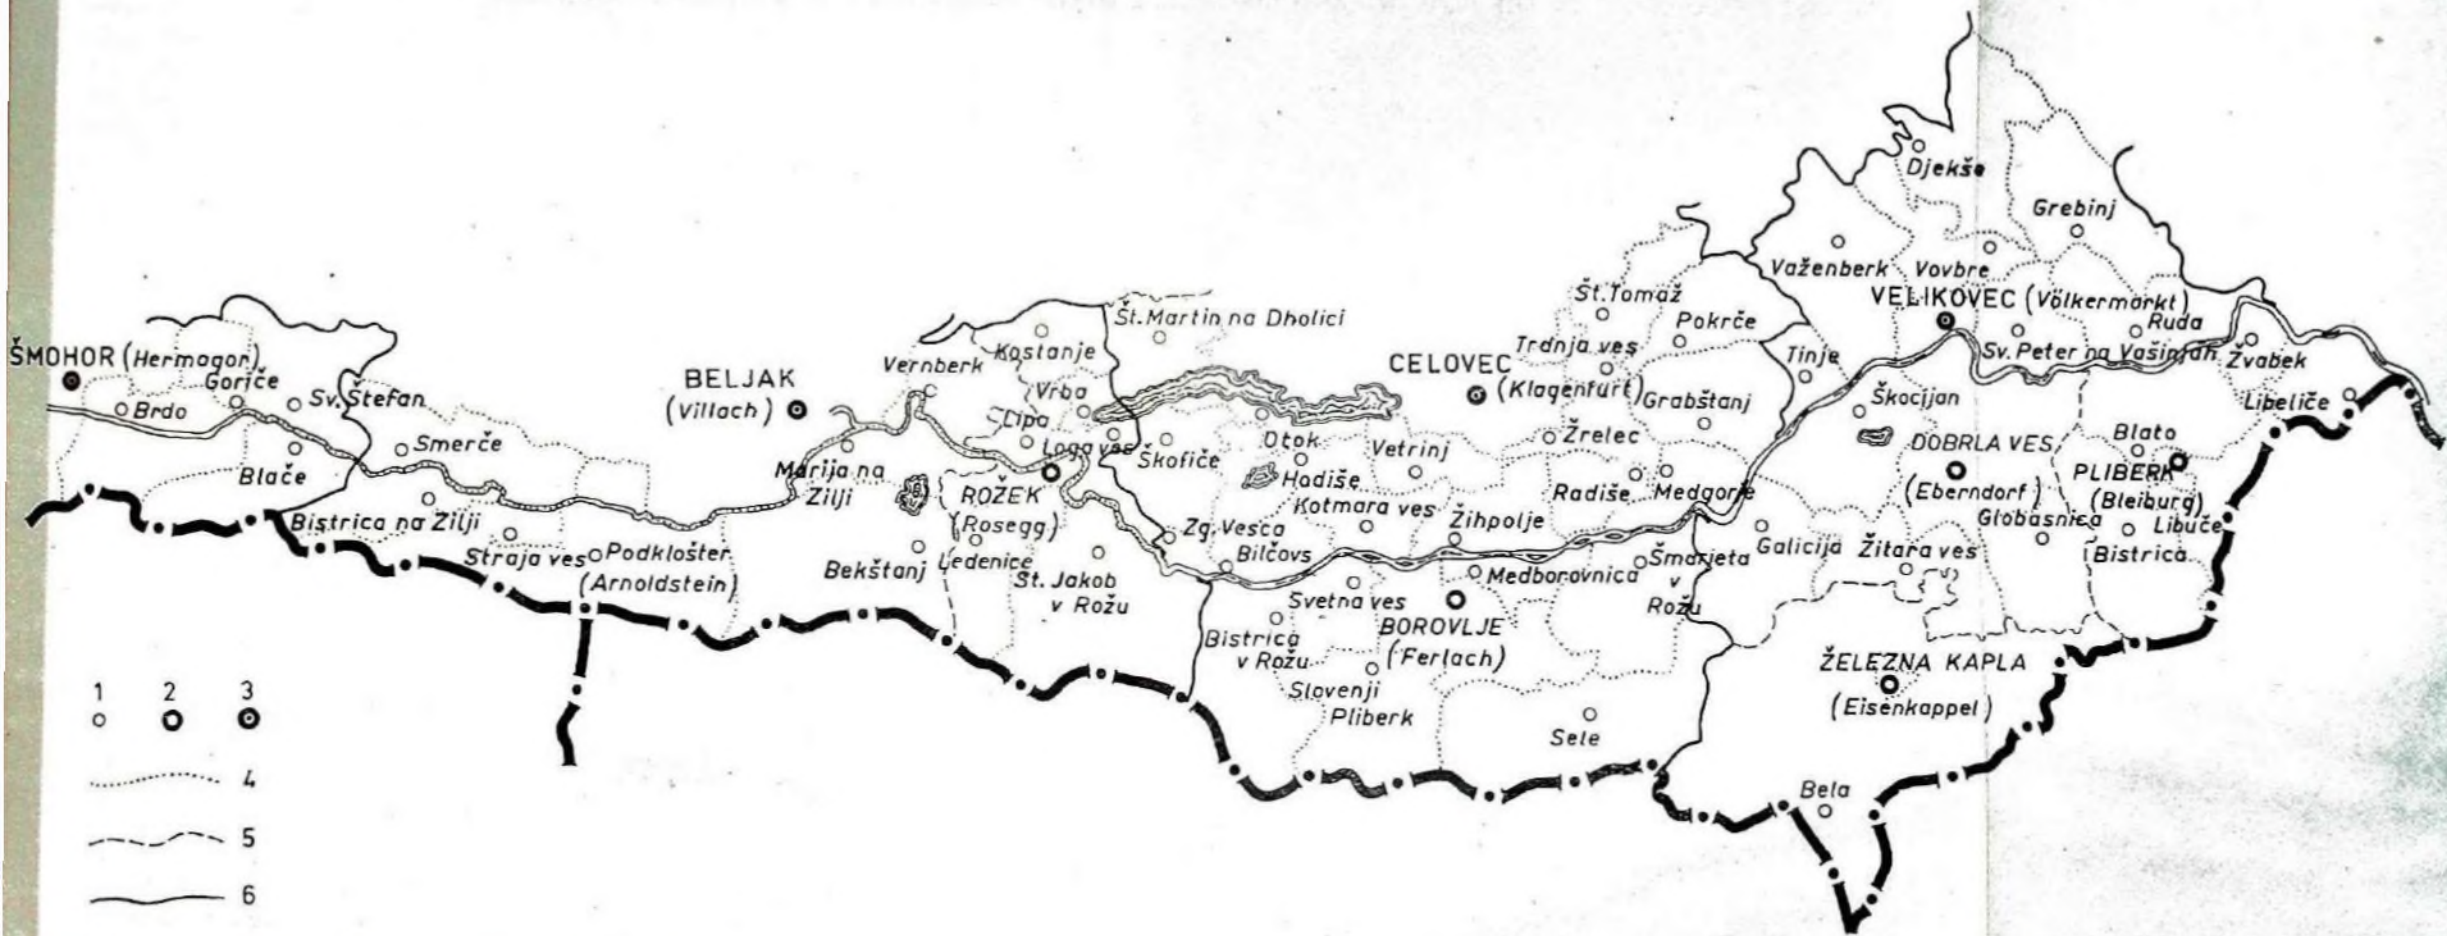 Djekše
Grebinj
Važenberk
Vovbre
VELIKOVEC (Völkermarkt)
Ruda
Št. Tomaž
Pokrče
Tinje
Sv. Peter na Vašinjah
Žvabek
Libeliče
Št. Martin na Dholici
Kostanje
Vernberk
Vrba
CELOVEC
(Klagenfurt)
Trdnja ves
Grabštanj
Škocijan
ŠMOHOR (Hermagor)
Goriče
Brdo
Sv. Štefan
Smerče
Blače
BELJAK
(Villach)
Marija na
Zilji
Lipa
Loga ves
Škofiče
Otok
Hodiše
Vetrinj
Žrelec
Radiše
Medgorje
DOBRLA VES
(Eberndorf)
Blato
PLIBERK
(Bleiburg)
Globasnica
Libuče
Bistrica
ROŽEK
(Rosegg)
Kotmara ves
Žihpolje
Zg. Vesca
Bilčovs
Bistrica na Zilji
Straja ves
Podklošter
(Arnoldstein)
Bekštanj
Ledenice
Št. Jakob
v Rožu
Medborovnica
Šmarjeta
v
Rožu
Galicija
Žitara ves
Svetna ves
BOROVLJE
(Ferlach)
Bistrica
v Rožu
Slovenji
Pliberk
Sele
ŽELEZNA KAPLA
(Eisenkappel)
Bela
1 2 3
4
5
6